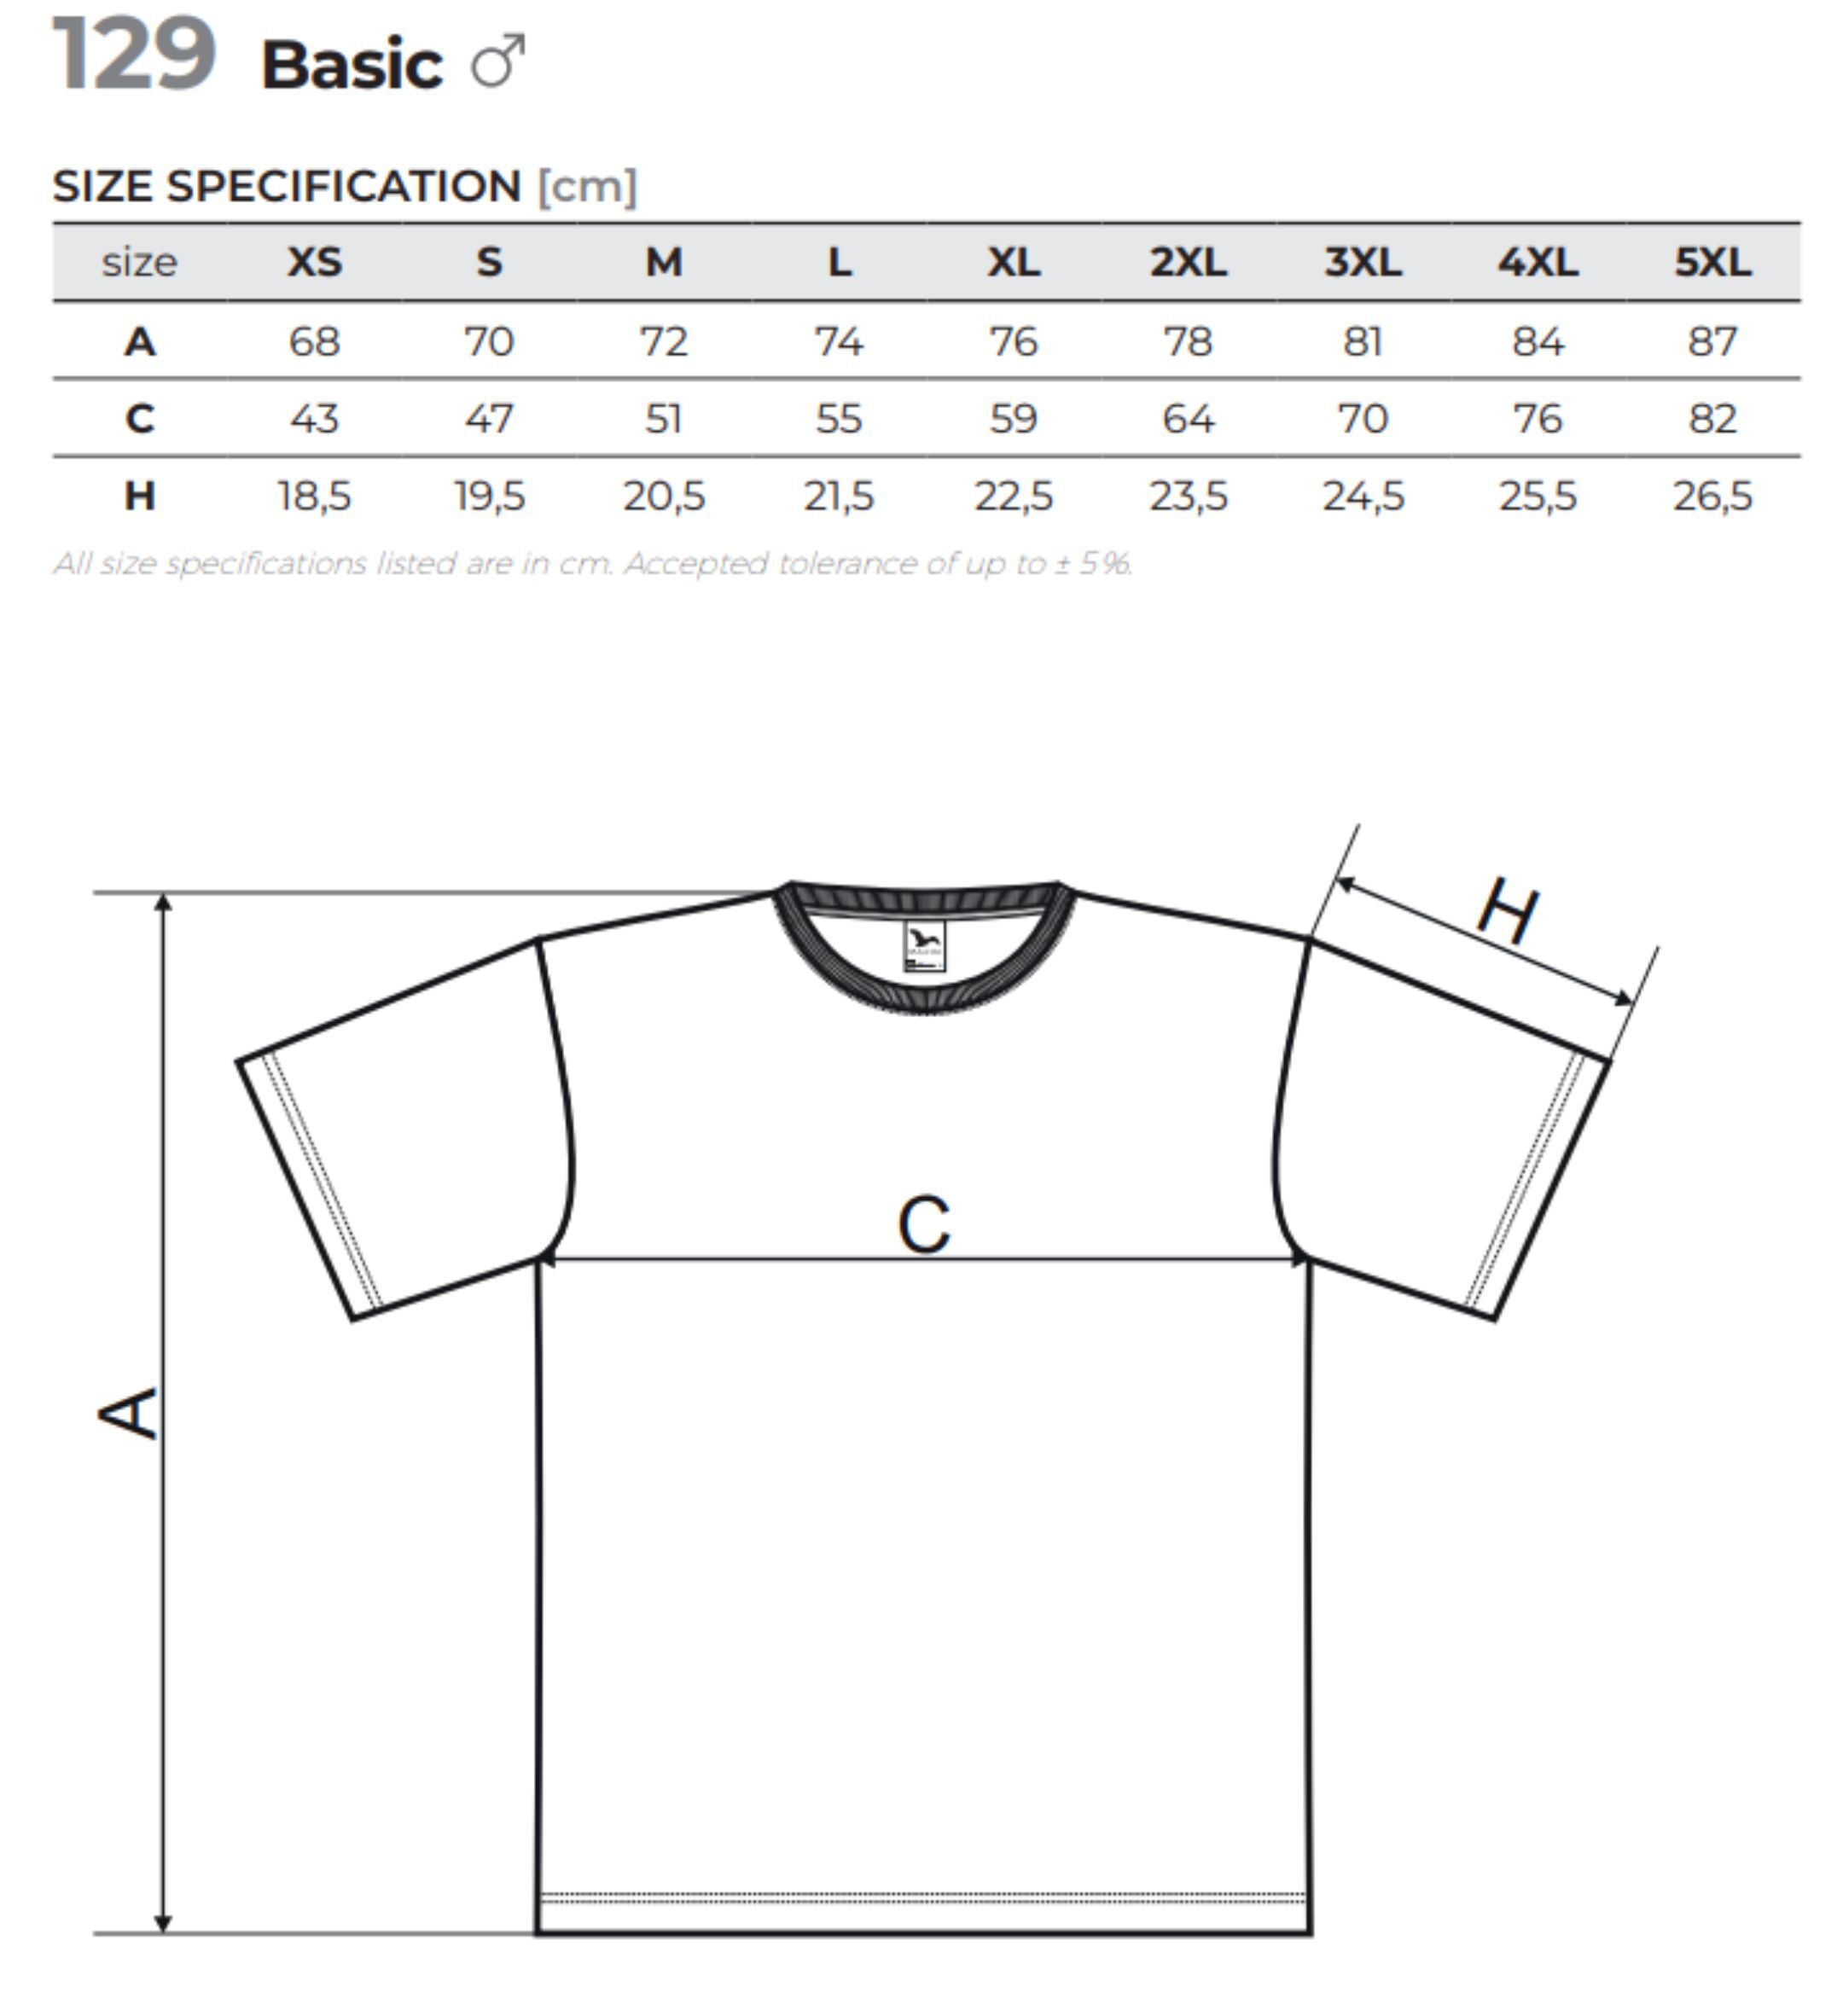 129 Basic ♂
SIZE SPECIFICATION [cm]
size XS S M L XL 2XL 3XL 4XL 5XL
A 68 70 72 74 76 78 81 84 87
C 43 47 51 55 59 64 70 76 82
H 18,5 19,5 20,5 21,5 22,5 23,5 24,5 25,5 26,5
All size specifications listed are in cm. Accepted tolerance of up to ± 5 %.
H
C
A